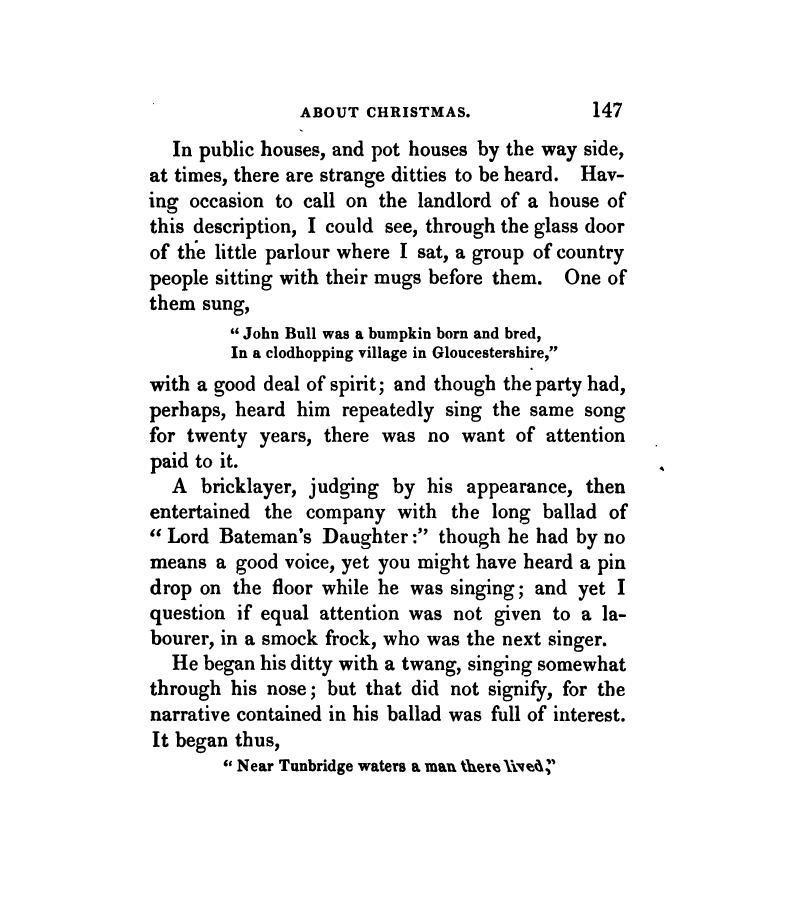 ABOUT CHRISTMAS. 147
In public houses, and pot houses by the way side,
at times, there are strange ditties to be heard. Hav-
ing occasion to call on the landlord of a house of
this description, I could see, through the glass door
of the little parlour where I sat, a group of country
people sitting with their mugs before them. One of
them sung,
“ John Bull was a bumpkin born and bred,
In a clodhopping village in Gloucestershire,”
with a good deal of spirit; and though the party had,
perhaps, heard him repeatedly sing the same song
for twenty years, there was no want of attention
paid to it.
A bricklayer, judging by his appearance, then
entertained the company with the long ballad of
“ Lord Bateman's Daughter:” though he had by no
means a good voice, yet you might have heard a pin
drop on the floor while he was singing; and yet I
question if equal attention was not given to a la-
bourer, in a smock frock, who was the next singer.
He began his ditty with a twang, singing somewhat
through his nose; but that did not signify, for the
narrative contained in his ballad was full of interest.
It began thus,
“ Near Tunbridge waters a man there lived,”